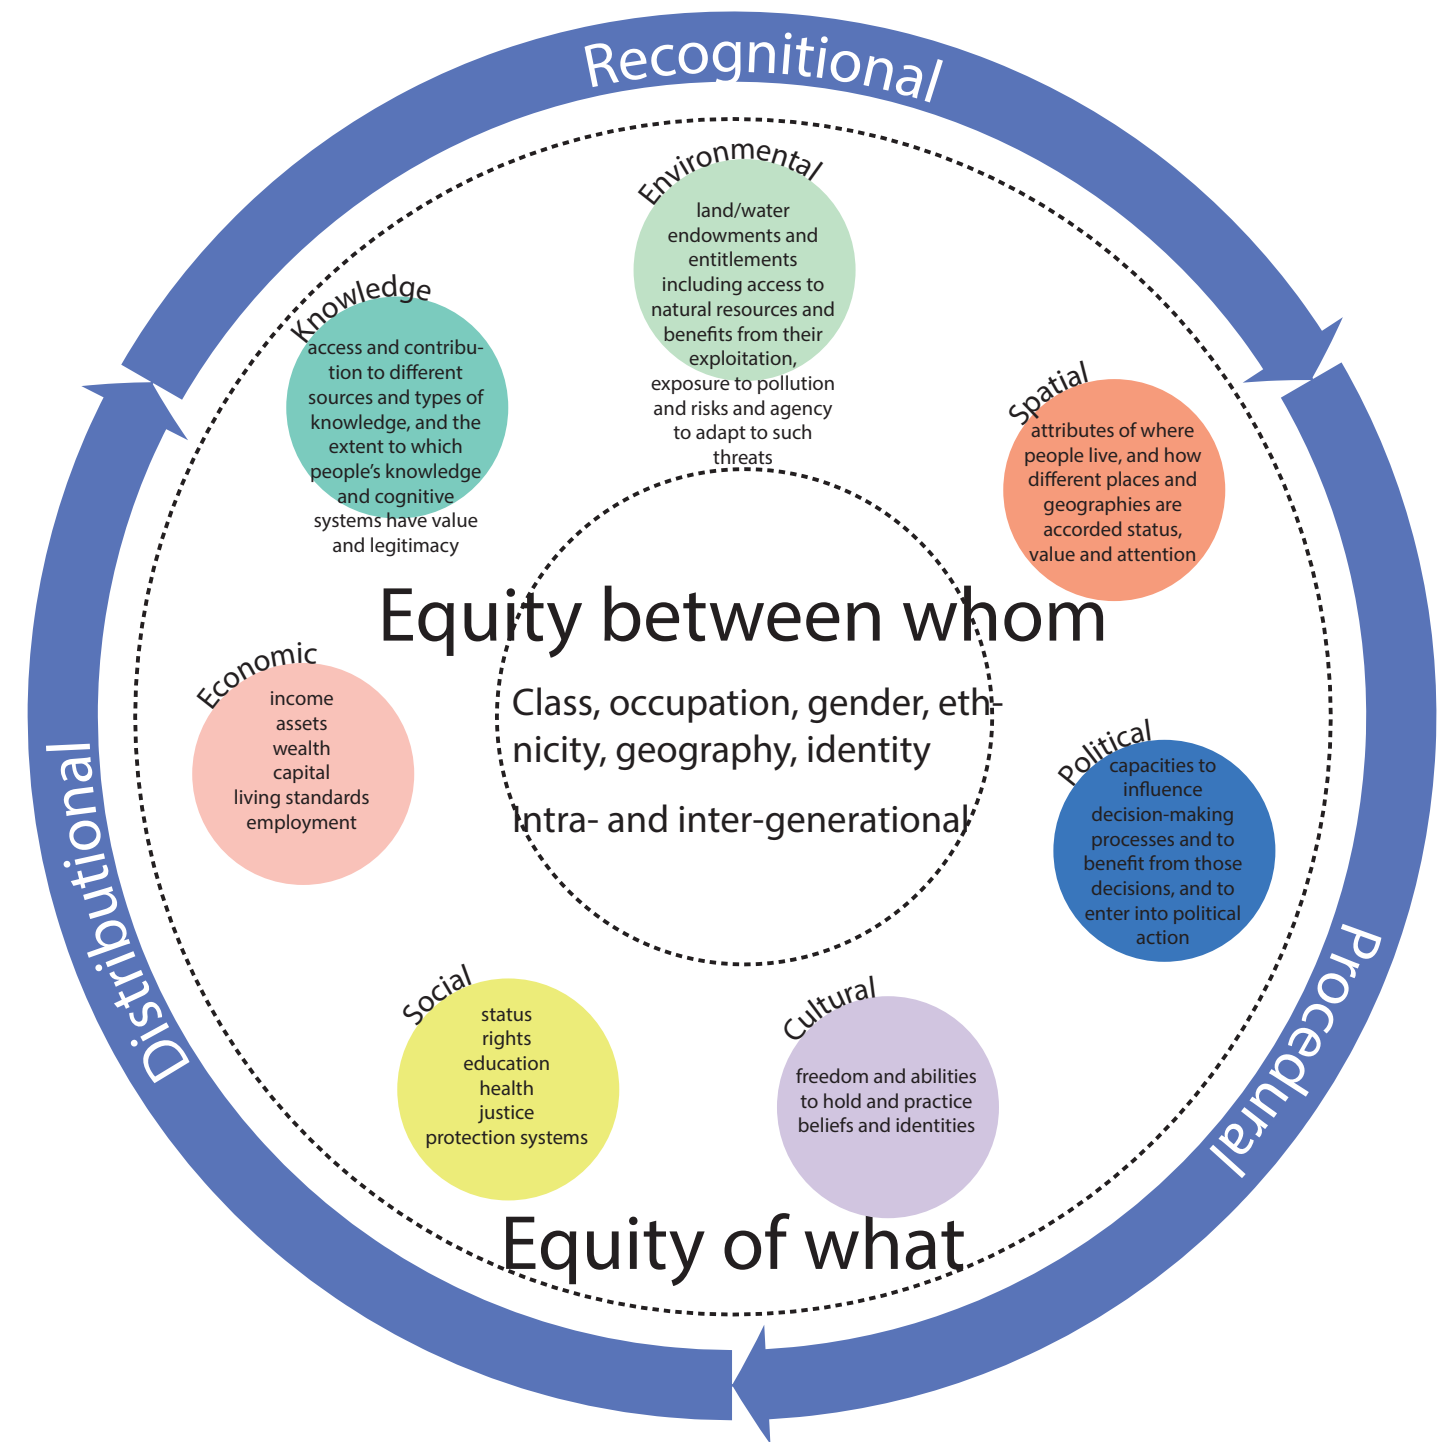 Recognitional
Environmental
land/water
endowments and
entitlements
including access to
natural resources and
benefits from their
exploitation,
exposure to pollution
and risks and agency
to adapt to such
threats
Knowledge
access and contribu-
tion to different
sources and types of
knowledge, and the
extent to which
people's knowledge
and cognitive
systems have value
and legitimacy
Spatial
attributes of where
people live, and how
different places and
geographies are
accorded status,
value and attention
Equity between whom
Class, occupation, gender, eth-
nicity, geography, identity
Intra- and inter-generational
Economic
income
assets
wealth
capital
living standards
employment
Political
capacities to
influence
decision-making
processes and to
benefit from those
decisions, and to
enter into political
action
Distributional
Procedural
Social
status
rights
education
health
justice
protection systems
Cultural
freedom and abilities
to hold and practice
beliefs and identities
Equity of what